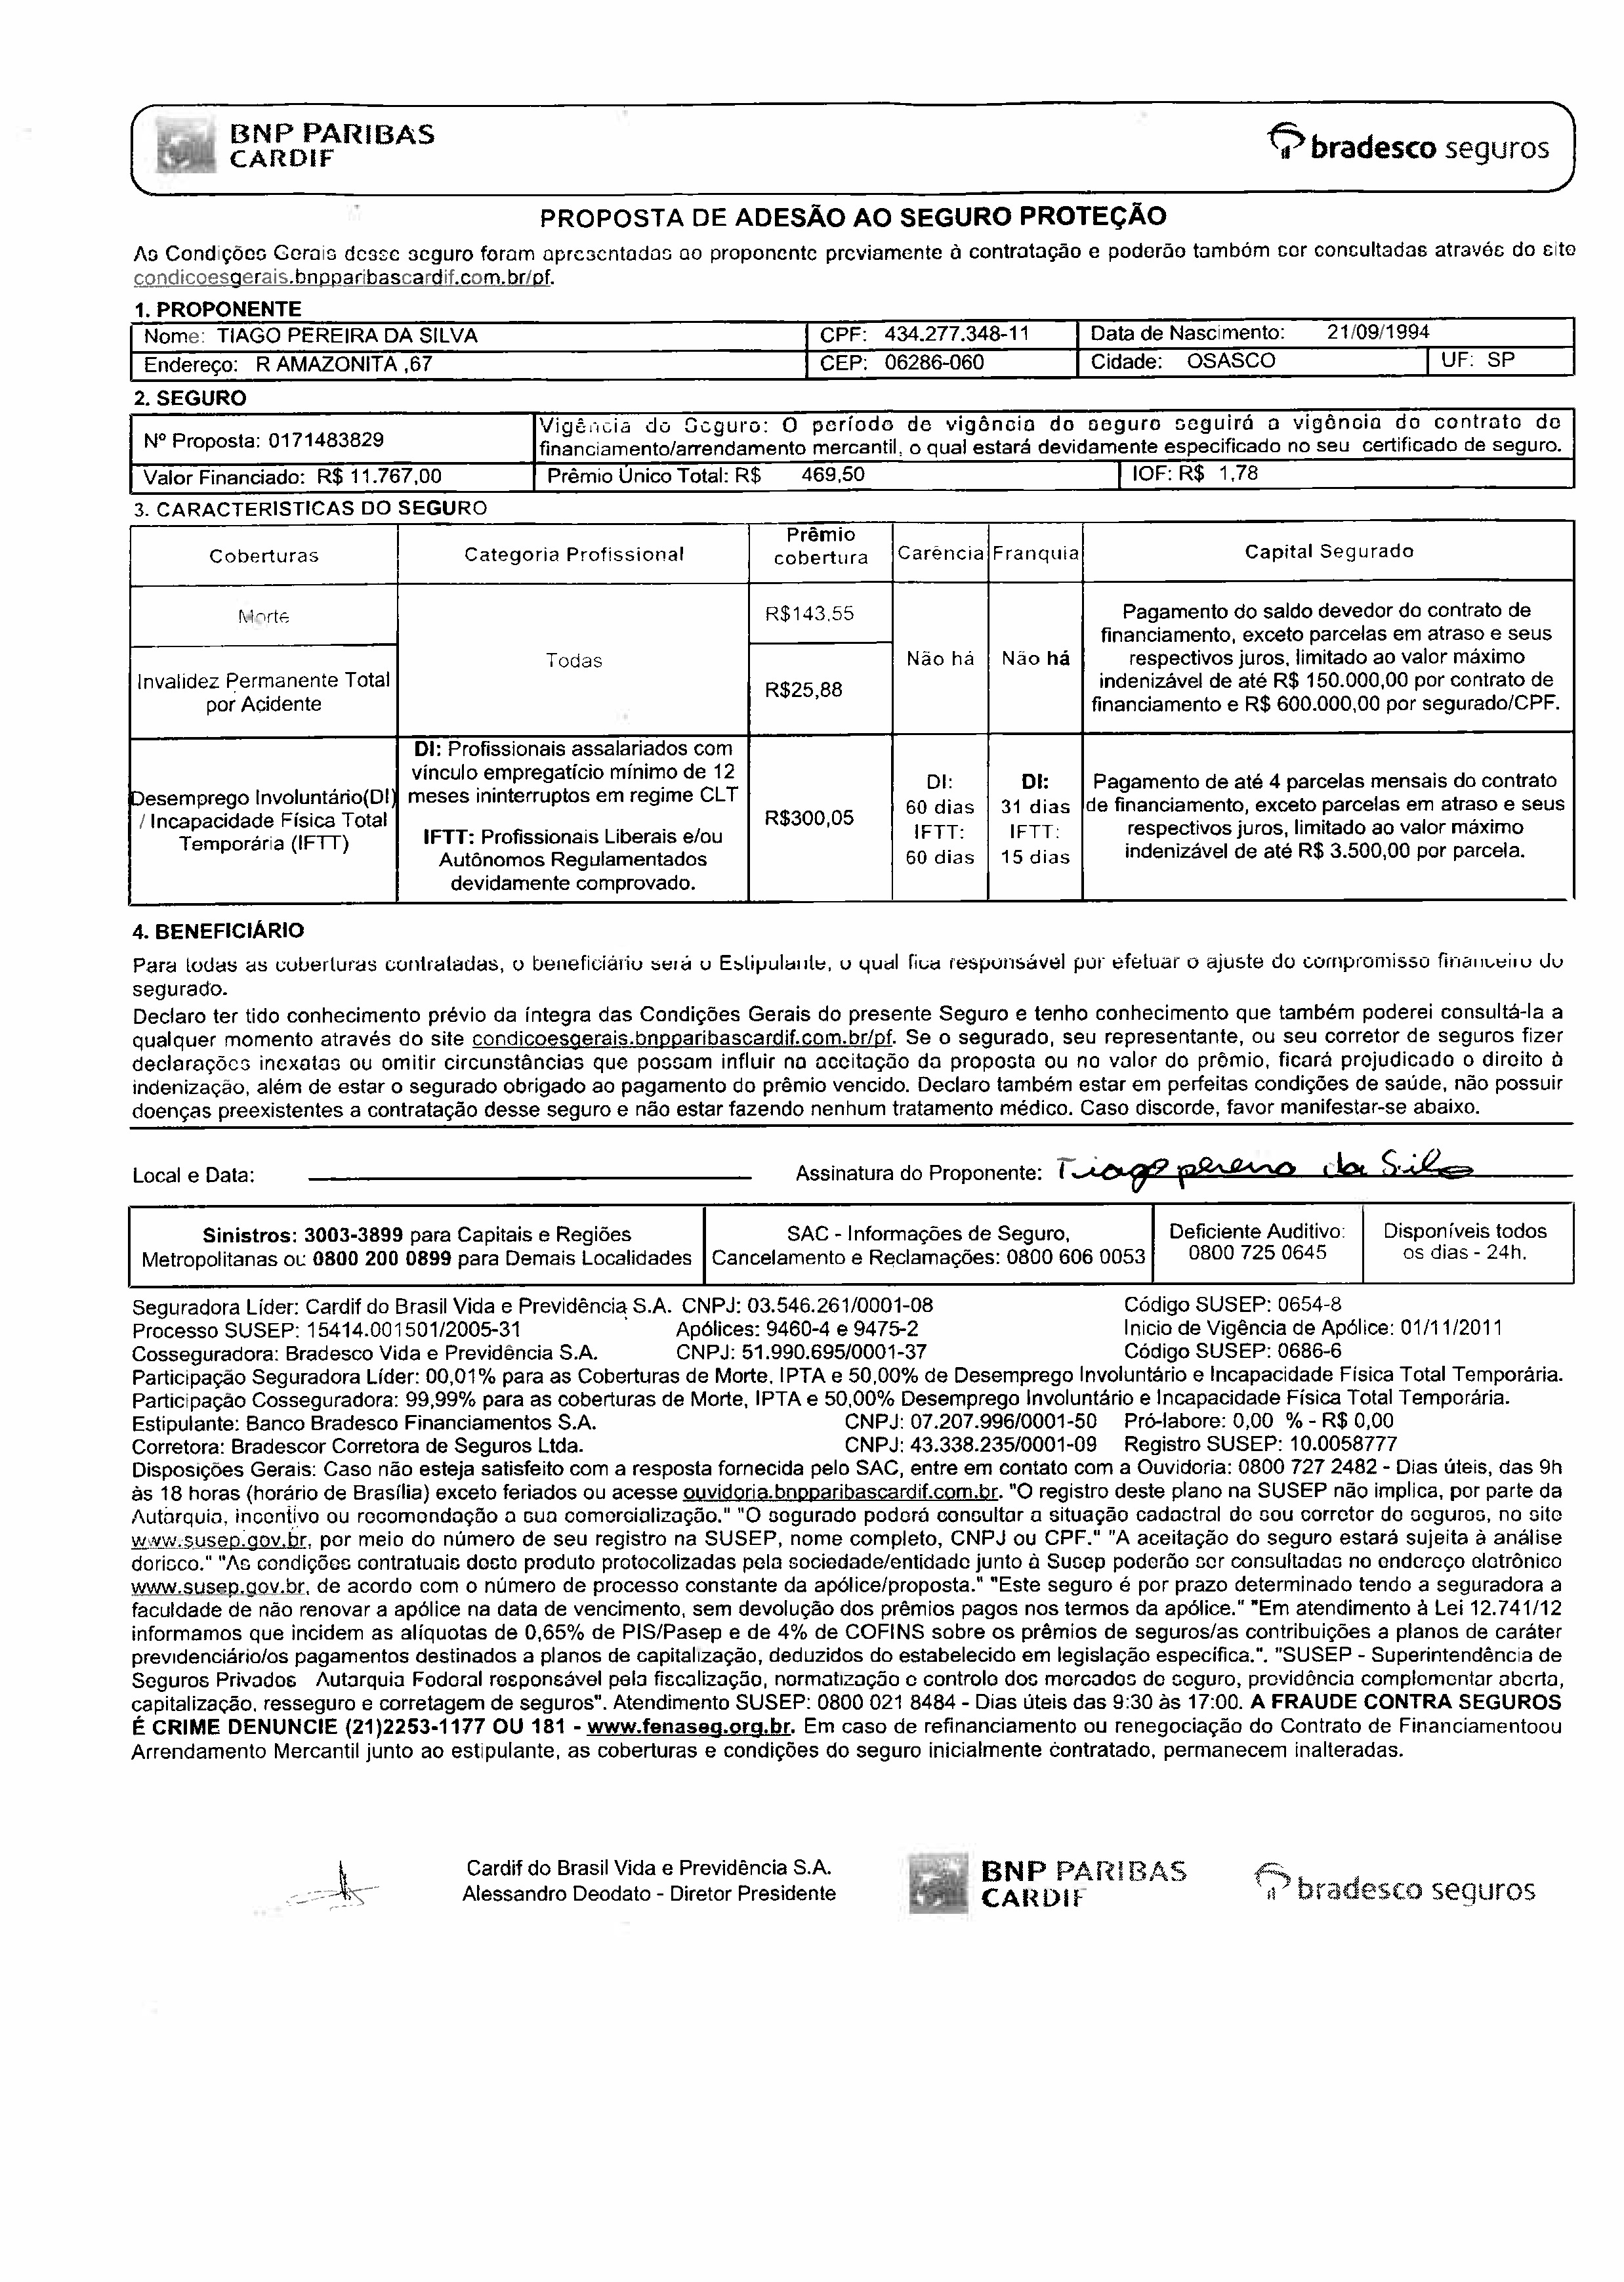 BNP PARIBAS
CARDIF
bradesco seguros
PROPOSTA DE ADESÃO AO SEGURO PROTEÇÃO
As Condições Gerais desse seguro foram apresentadas ao proponente previamente à contratação e poderão também ser consultadas através do site
condicoesgerais.bnpparibascardif.com.br/pf.
1. PROPONENTE
Nome: TIAGO PEREIRA DA SILVA CPF: 434.277.348-11 Data de Nascimento: 21/09/1994
Endereço: R AMAZONITA ,67 CEP: 06286-060 Cidade: OSASCO UF: SP
2. SEGURO
Nº Proposta: 0171483829
Vigência do Seguro: O período de vigência do seguro seguirá a vigência do contrato de
financiamento/arrendamento mercantil, o qual estará devidamente especificado no seu certificado de seguro.
Valor Financiado: R$ 11.767,00 Prêmio Único Total: R$ 469,50 IOF: R$ 1,78
3. CARACTERISTICAS DO SEGURO
Coberturas
Categoria Profissional
Prêmio
cobertura
Carência
Franquia
Capital Segurado
Morte
Todas
R$143,55
Não há
Não há
Pagamento do saldo devedor do contrato de
financiamento, exceto parcelas em atraso e seus
respectivos juros, limitado ao valor máximo
indenizável de até R$ 150.000,00 por contrato de
financiamento e R$ 600.000,00 por segurado/CPF.
Invalidez Permanente Total
por Acidente
R$25,88
Desemprego Involuntário(DI)
/ Incapacidade Física Total
Temporária (IFTT)
DI: Profissionais assalariados com
vínculo empregatício mínimo de 12
meses ininterruptos em regime CLT
IFTT: Profissionais Liberais e/ou
Autônomos Regulamentados
devidamente comprovado.
R$300,05
DI:
60 dias
IFTT:
60 dias
DI:
31 dias
IFTT:
15 dias
Pagamento de até 4 parcelas mensais do contrato
de financiamento, exceto parcelas em atraso e seus
respectivos juros, limitado ao valor máximo
indenizável de até R$ 3.500,00 por parcela.
4. BENEFICIÁRIO
Para todas as coberturas contratadas, o beneficiário será o Estipulante, o qual fica responsável por efetuar o ajuste do compromisso financeiro do
segurado.
Declaro ter tido conhecimento prévio da íntegra das Condições Gerais do presente Seguro e tenho conhecimento que também poderei consultá-la a
qualquer momento através do site condicoesgerais.bnpparibascardif.com.br/pf. Se o segurado, seu representante, ou seu corretor de seguros fizer
declarações inexatas ou omitir circunstâncias que possam influir na aceitação da proposta ou no valor do prêmio, ficará prejudicado o direito à
indenização, além de estar o segurado obrigado ao pagamento do prêmio vencido. Declaro também estar em perfeitas condições de saúde, não possuir
doenças preexistentes a contratação desse seguro e não estar fazendo nenhum tratamento médico. Caso discorde, favor manifestar-se abaixo.
Local e Data: Assinatura do Proponente: Tiago pereira da Silva
Sinistros: 3003-3899 para Capitais e Regiões
Metropolitanas ou 0800 200 0899 para Demais Localidades
SAC - Informações de Seguro,
Cancelamento e Reclamações: 0800 606 0053
Deficiente Auditivo:
0800 725 0645
Disponíveis todos
os dias - 24h.
Seguradora Líder: Cardif do Brasil Vida e Previdência S.A. CNPJ: 03.546.261/0001-08 Código SUSEP: 0654-8
Processo SUSEP: 15414.001501/2005-31 Apólices: 9460-4 e 9475-2 Inicio de Vigência de Apólice: 01/11/2011
Cosseguradora: Bradesco Vida e Previdência S.A. CNPJ: 51.990.695/0001-37 Código SUSEP: 0686-6
Participação Seguradora Líder: 00,01% para as Coberturas de Morte, IPTA e 50,00% de Desemprego Involuntário e Incapacidade Física Total Temporária.
Participação Cosseguradora: 99,99% para as coberturas de Morte, IPTA e 50,00% Desemprego Involuntário e Incapacidade Física Total Temporária.
Estipulante: Banco Bradesco Financiamentos S.A. CNPJ: 07.207.996/0001-50 Pró-labore: 0,00 % - R$ 0,00
Corretora: Bradescor Corretora de Seguros Ltda. CNPJ: 43.338.235/0001-09 Registro SUSEP: 10.0058777
Disposições Gerais: Caso não esteja satisfeito com a resposta fornecida pelo SAC, entre em contato com a Ouvidoria: 0800 727 2482 - Dias úteis, das 9h
às 18 horas (horário de Brasília) exceto feriados ou acesse ouvidoria.bnpparibascardif.com.br. "O registro deste plano na SUSEP não implica, por parte da
Autarquia, incentivo ou recomendação a sua comercialização." "O segurado poderá consultar a situação cadastral de seu corretor de seguros, no site
www.susep.gov.br, por meio do número de seu registro na SUSEP, nome completo, CNPJ ou CPF." "A aceitação do seguro estará sujeita à análise
dorisco." "As condições contratuais deste produto protocolizadas pela sociedade/entidade junto à Susep poderão ser consultadas no endereço eletrônico
www.susep.gov.br, de acordo com o número de processo constante da apólice/proposta." "Este seguro é por prazo determinado tendo a seguradora a
faculdade de não renovar a apólice na data de vencimento, sem devolução dos prêmios pagos nos termos da apólice." "Em atendimento à Lei 12.741/12
informamos que incidem as alíquotas de 0,65% de PIS/Pasep e de 4% de COFINS sobre os prêmios de seguros/as contribuições a planos de caráter
previdenciário/os pagamentos destinados a planos de capitalização, deduzidos do estabelecido em legislação específica.". "SUSEP - Superintendência de
Seguros Privados Autarquia Federal responsável pela fiscalização, normatização e controle dos mercados de seguro, previdência complementar aberta,
capitalização, resseguro e corretagem de seguros". Atendimento SUSEP: 0800 021 8484 - Dias úteis das 9:30 às 17:00. A FRAUDE CONTRA SEGUROS
É CRIME DENUNCIE (21)2253-1177 OU 181 - www.fenaseg.org.br. Em caso de refinanciamento ou renegociação do Contrato de Financiamentoou
Arrendamento Mercantil junto ao estipulante, as coberturas e condições do seguro inicialmente contratado, permanecem inalteradas.
Cardif do Brasil Vida e Previdência S.A.
Alessandro Deodato - Diretor Presidente
BNP PARIBAS
CARDIF
bradesco seguros